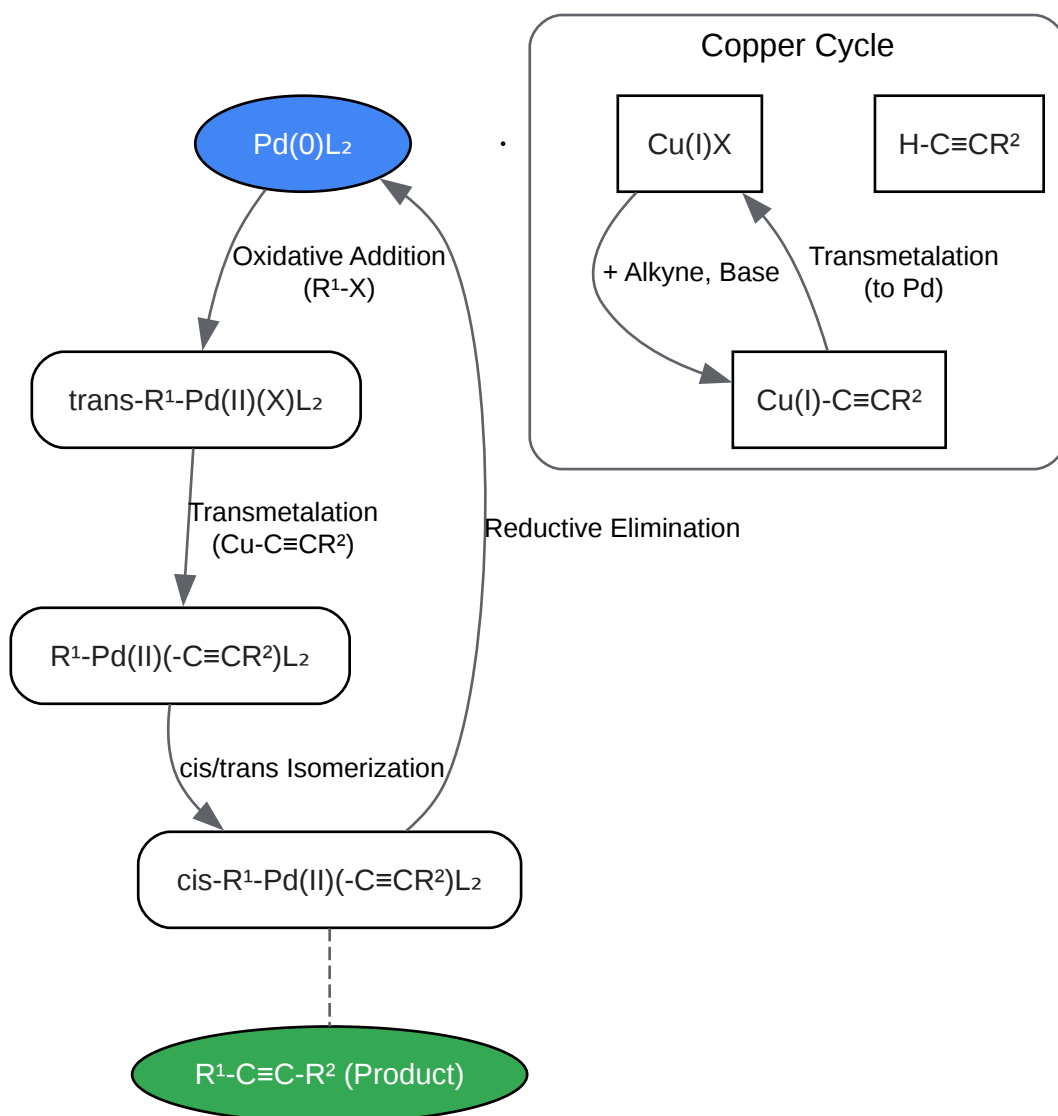 Copper Cycle
Pd(0)L₂
Cu(I)X
H-C≡CR²
Oxidative Addition
(R¹-X)
+ Alkyne, Base
Transmetalation
(to Pd)
trans-R¹-Pd(II)(X)L₂
Cu(I)-C≡CR²
Transmetalation
(Cu-C≡CR²)
Reductive Elimination
R¹-Pd(II)(-C≡CR²)L₂
cis/trans Isomerization
cis-R¹-Pd(II)(-C≡CR²)L₂
R¹-C≡C-R² (Product)